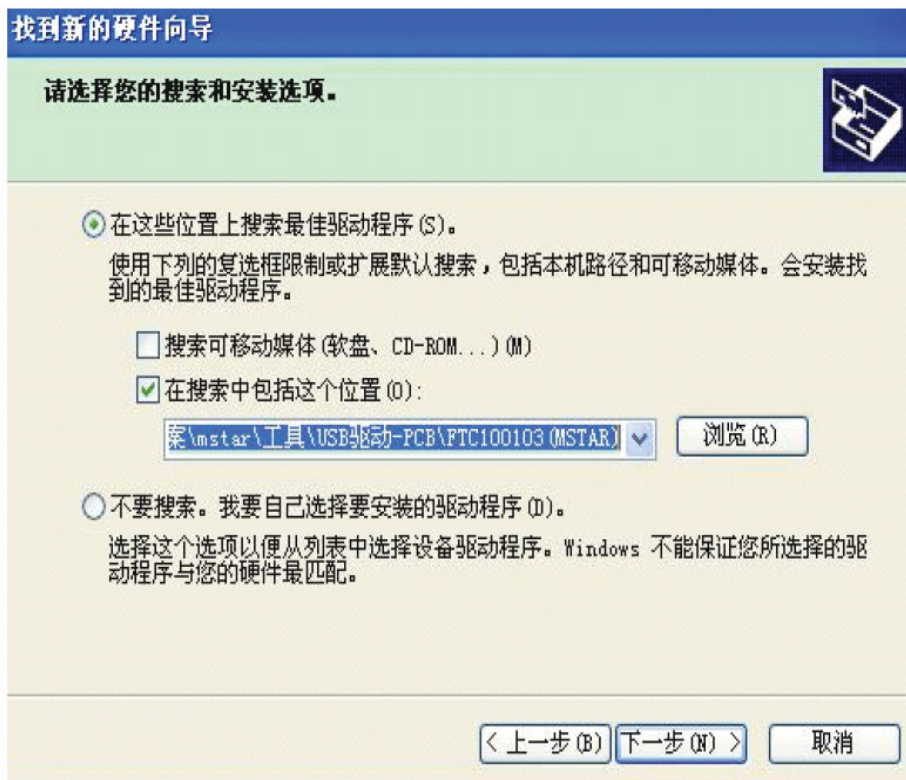 找到新的硬件向导
请选择您的搜索和安装选项。
在这些位置上搜索最佳驱动程序(S)。
使用下列的复选框限制或扩展默认搜索,包括本机路径和可移动媒体。会安装找
到的最佳驱动程序。
搜索可移动媒体(软盘、CD-ROM...)(M)
在搜索中包括这个位置(O):
案\mstar\工具\USB驱动-PCB\FTC100103(MSTAR)
浏览(R)
不要搜索。我要自己选择要安装的驱动程序(D)。
选择这个选项以便从列表中选择设备驱动程序。Windows 不能保证您所选择的驱
动程序与您的硬件最匹配。
< 上一步(B) 下一步(N) > 取消